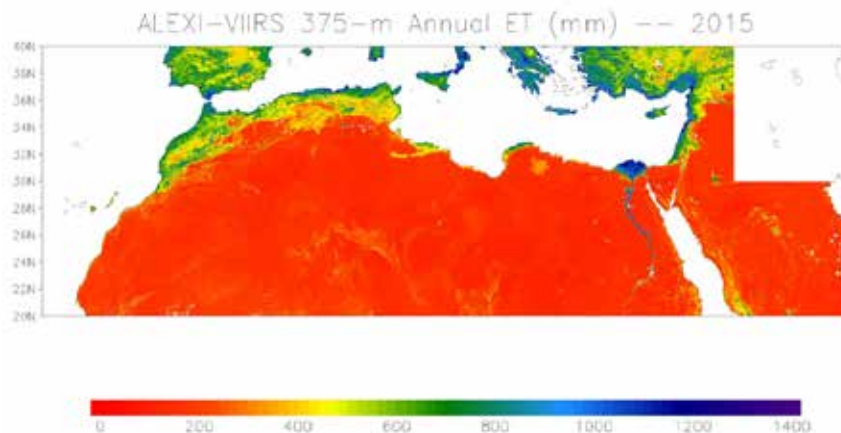 ALEXI-VIIRS 375-m Annual ET (mm) -- 2015
40N
38N
36N
34N
32N
30N
28N
26N
24N
22N
20N
0 200 400 600 800 1000 1200 1400